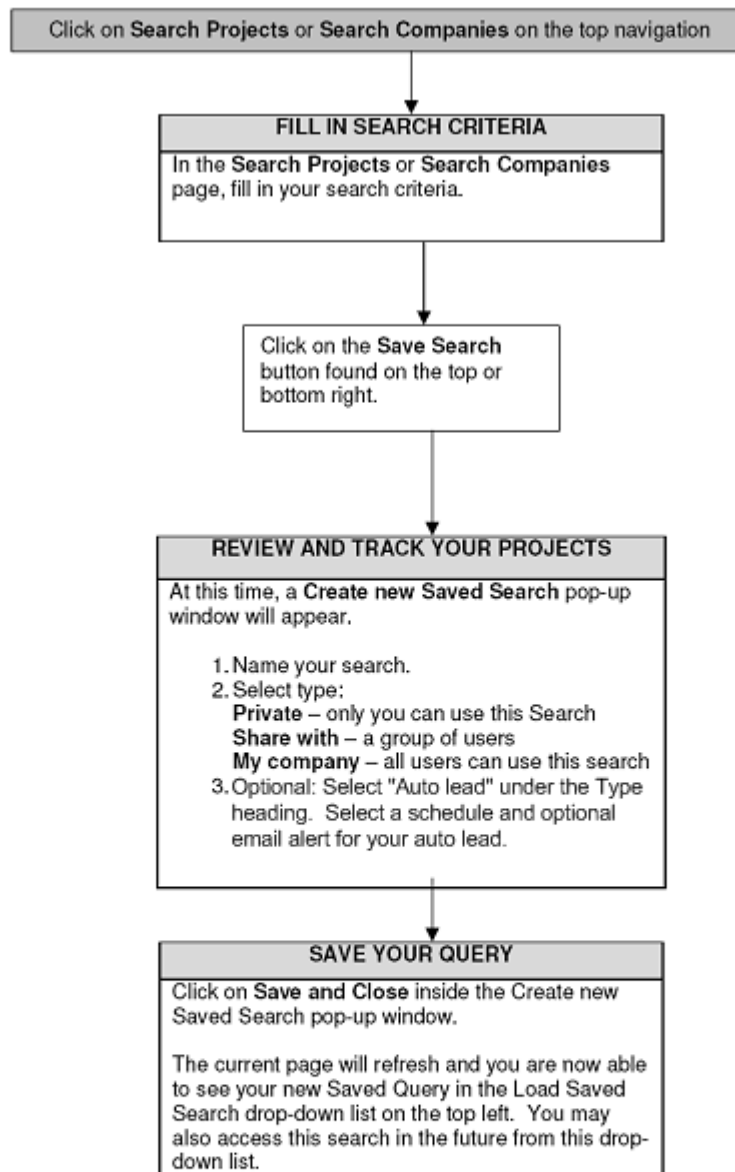 Click on Search Projects or Search Companies on the top navigation
FILL IN SEARCH CRITERIA
In the Search Projects or Search Companies
page, fill in your search criteria.
Click on the Save Search
button found on the top or
bottom right.
REVIEW AND TRACK YOUR PROJECTS
At this time, a Create new Saved Search pop-up
window will appear.
1. Name your search.
2. Select type:
Private – only you can use this Search
Share with – a group of users
My company – all users can use this search
3. Optional: Select "Auto lead" under the Type
heading.  Select a schedule and optional
email alert for your auto lead.
SAVE YOUR QUERY
Click on Save and Close inside the Create new
Saved Search pop-up window.
The current page will refresh and you are now able
to see your new Saved Query in the Load Saved
Search drop-down list on the top left.  You may
also access this search in the future from this drop-
down list.